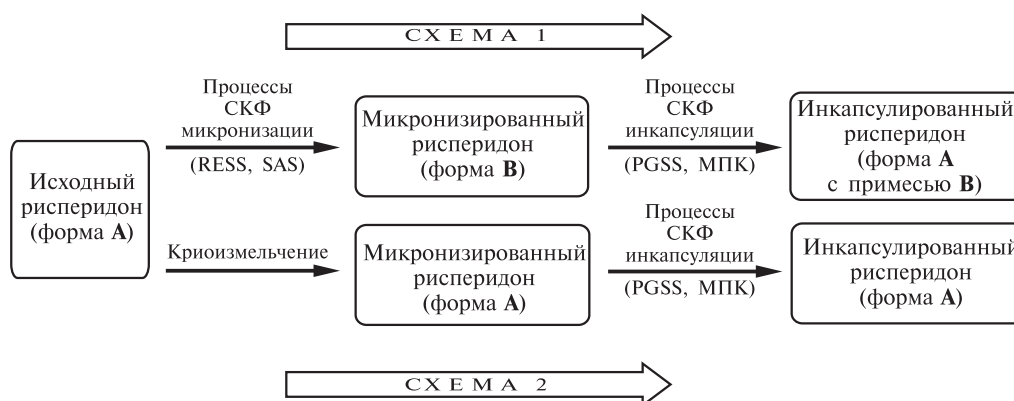 СХЕМА 1
Исходный
рисперидон
(форма А)
Процессы
СКФ
микронизации
(RESS, SAS)
Микронизированный
рисперидон
(форма В)
Процессы
СКФ
инкапсуляции
(PGSS, МПК)
Инкапсулированный
рисперидон
(форма А
с примесью В)
Криоизмельчение
Микронизированный
рисперидон
(форма А)
Процессы
СКФ
инкапсуляции
(PGSS, МПК)
Инкапсулированный
рисперидон
(форма А)
СХЕМА 2